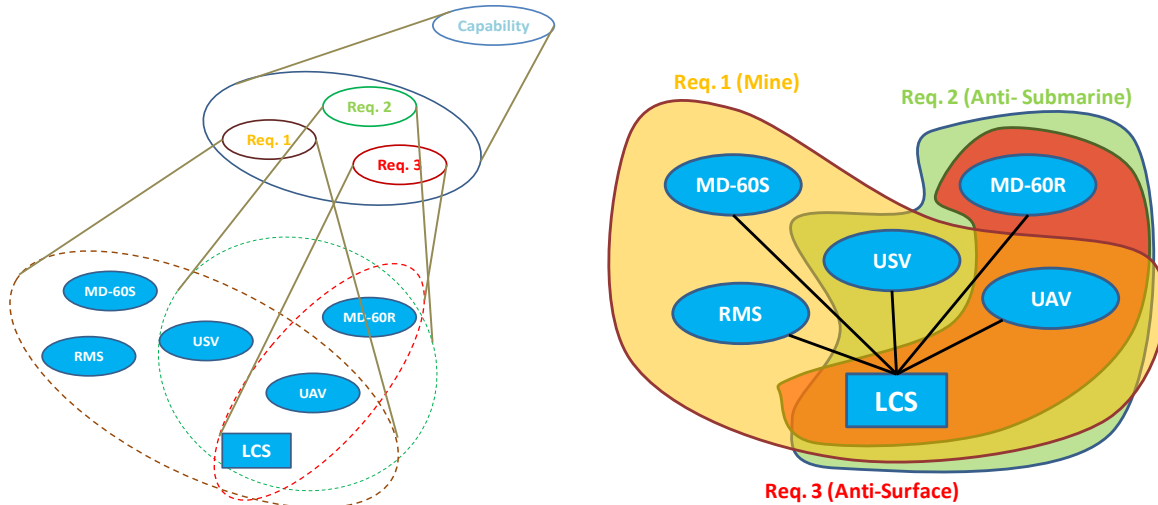 Capability
Req. 2
Req. 1
Req. 3
MD-60S
MD-60R
USV
RMS
UAV
LCS
Req. 1 (Mine)
Req. 2 (Anti- Submarine)
MD-60S
MD-60R
USV
UAV
RMS
LCS
Req. 3 (Anti-Surface)